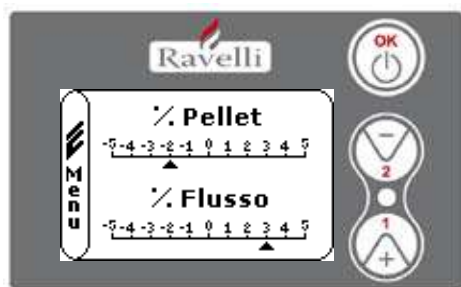 Ravelli
OK
Menu
% Pellet
-5 -4 -3 -2 -1 0 1 2 3 4 5
% Flusso
-5 -4 -3 -2 -1 0 1 2 3 4 5
−
2
1
+